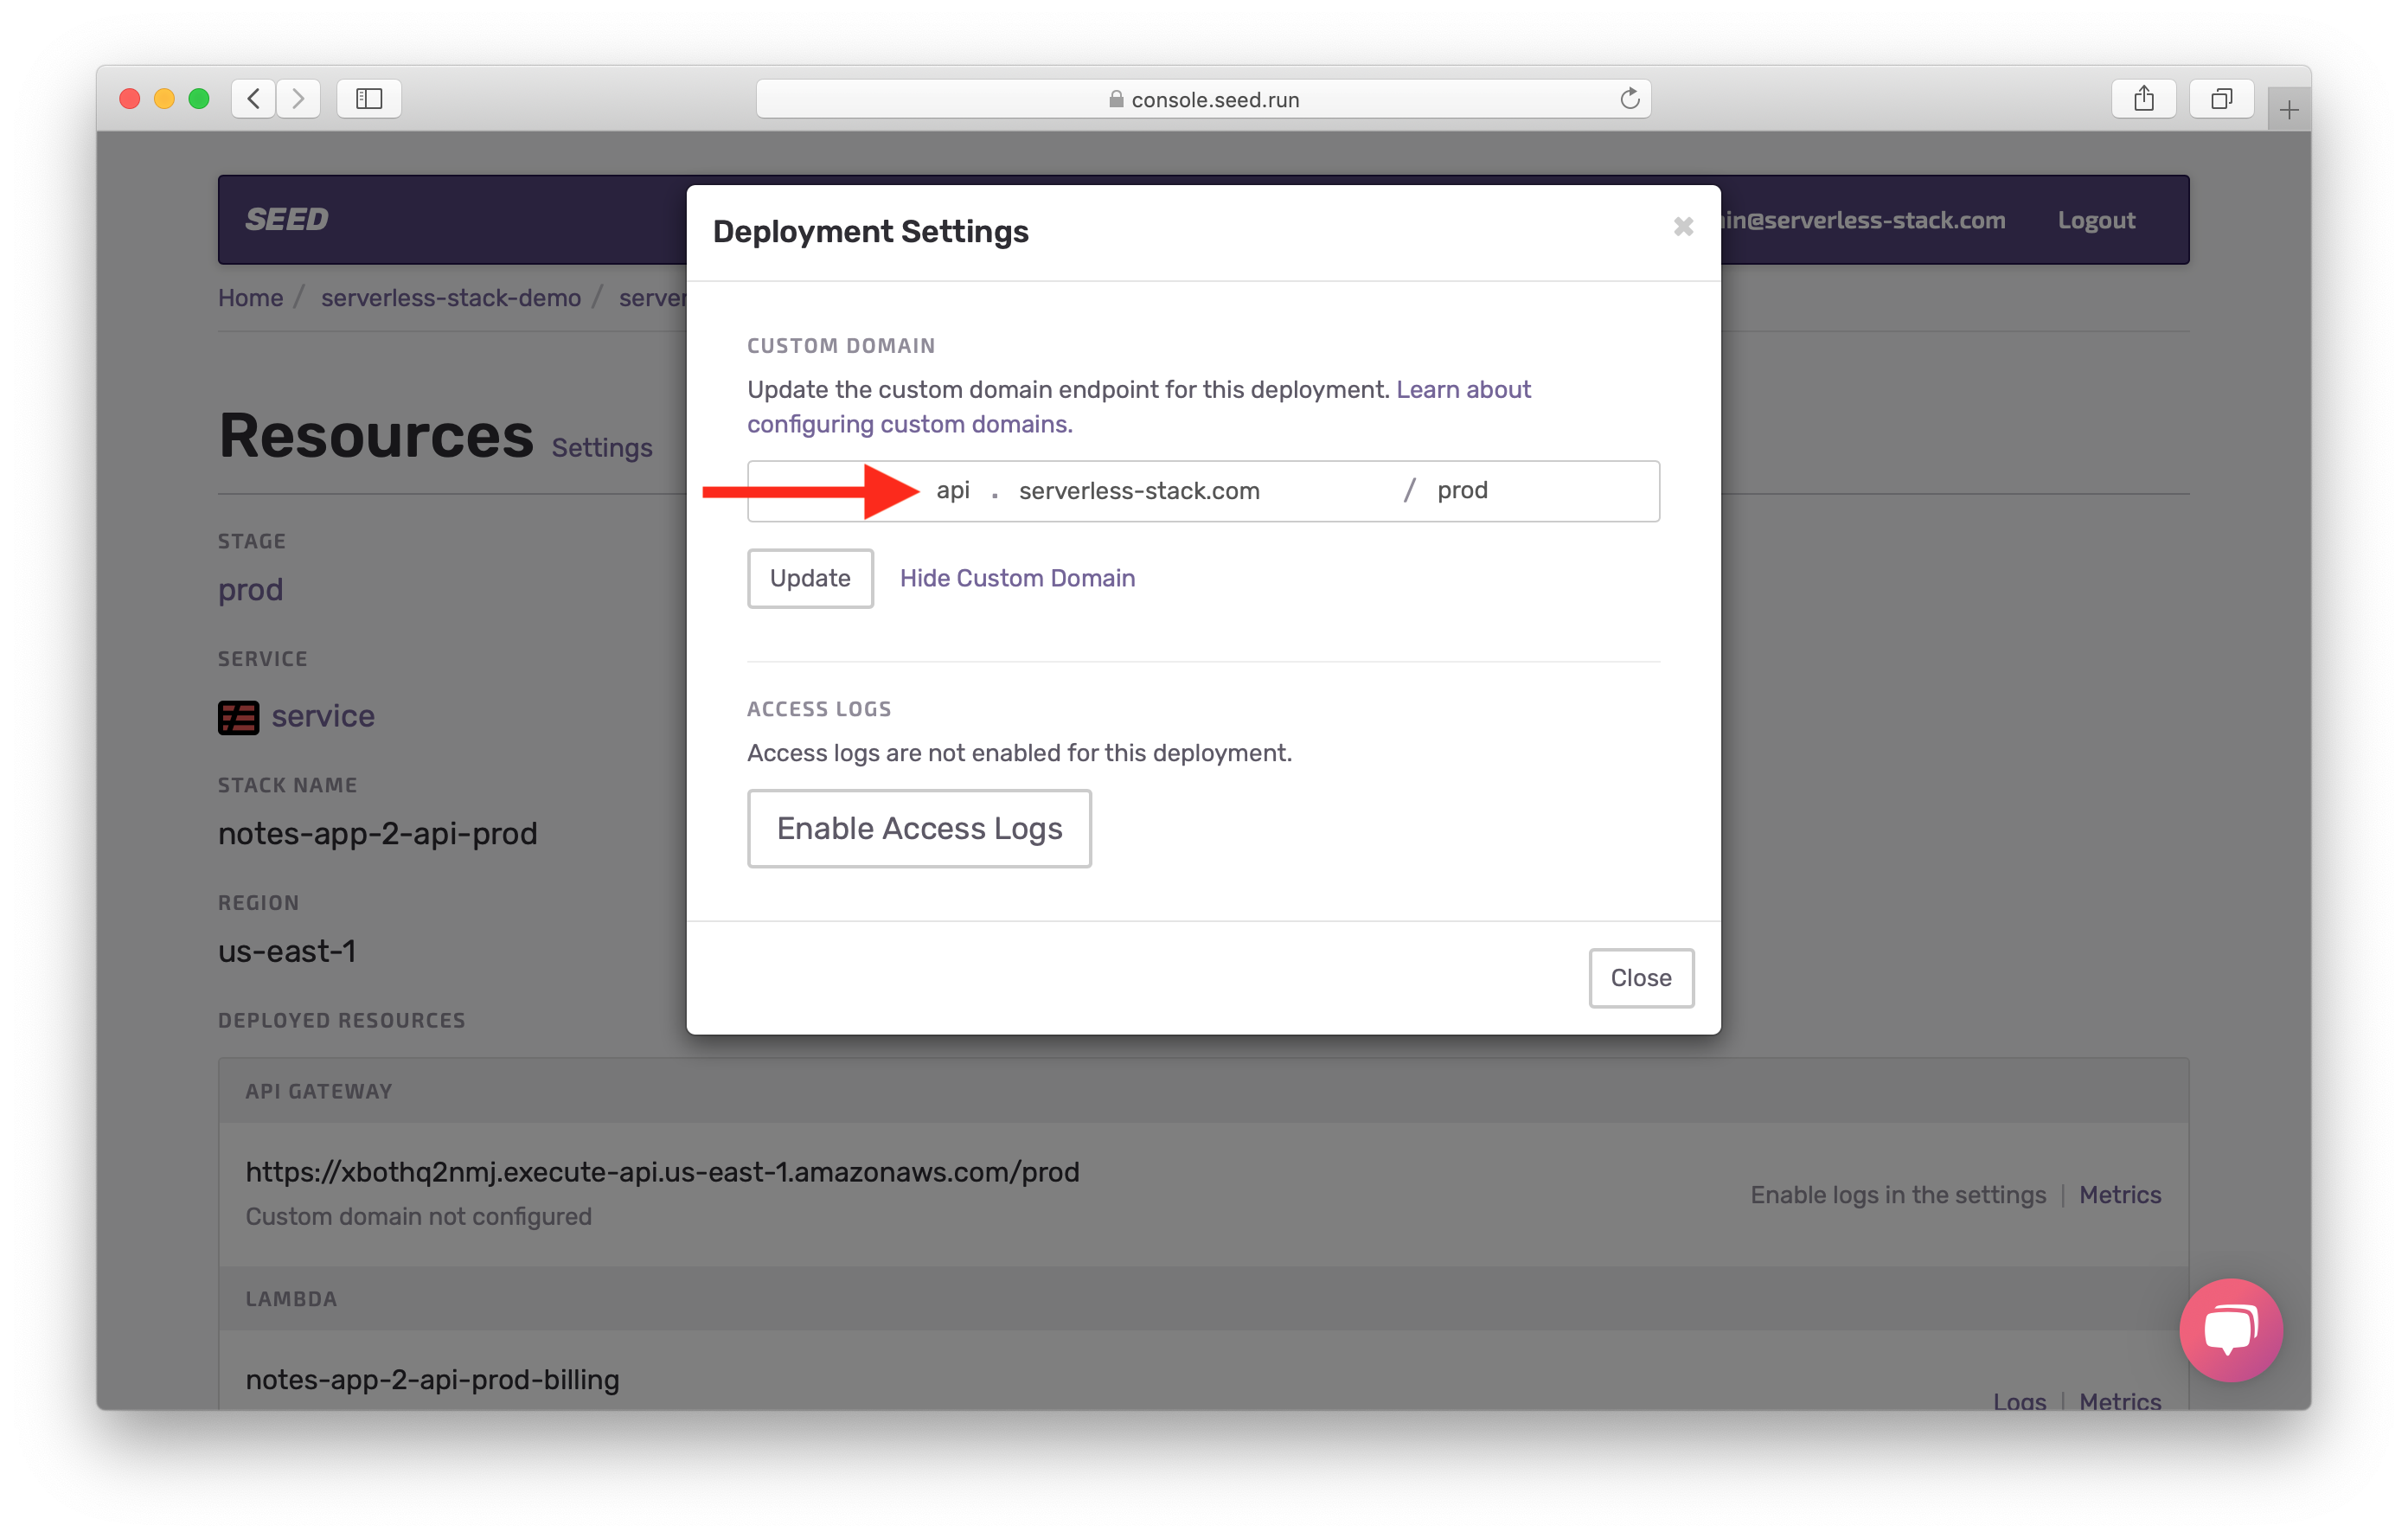 console.seed.run
SEED
in@serverless-stack.com Logout
Home / serverless-stack-demo /
Resources Settings
STAGE
prod
SERVICE
service
STACK NAME
notes-app-2-api-prod
REGION
us-east-1
DEPLOYED RESOURCES
Deployment Settings
CUSTOM DOMAIN
Update the custom domain endpoint for this deployment. Learn about
configuring custom domains.
api . serverless-stack.com / prod
Update Hide Custom Domain
ACCESS LOGS
Access logs are not enabled for this deployment.
Enable Access Logs
Close
API GATEWAY
https://xbothq2nmj.execute-api.us-east-1.amazonaws.com/prod
Custom domain not configured
Enable logs in the settings | Metrics
LAMBDA
notes-app-2-api-prod-billing
Logs | Metrics